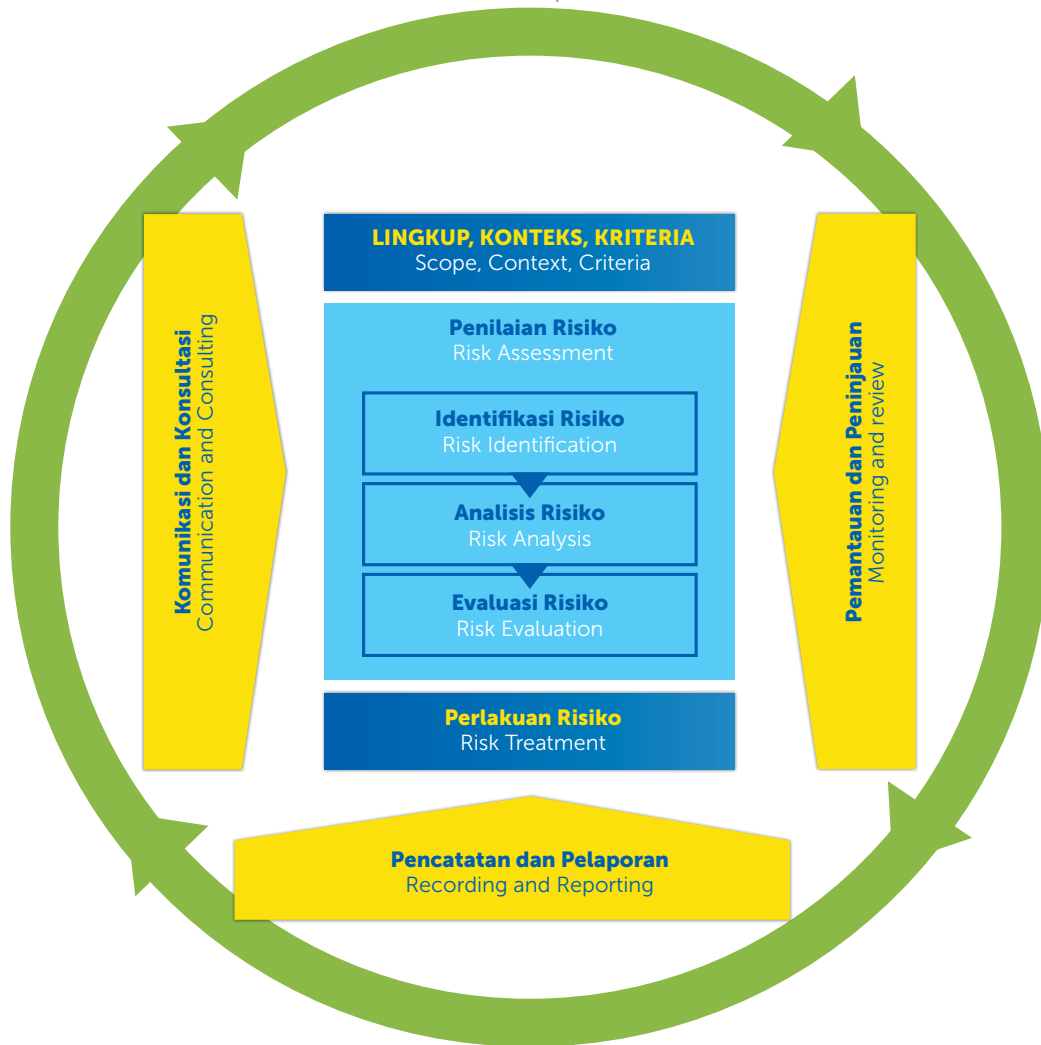 LINGKUP, KONTEKS, KRITERIA
Scope, Context, Criteria
Penilaian Risiko
Risk Assessment
Identifikasi Risiko
Risk Identification
Analisis Risiko
Risk Analysis
Evaluasi Risiko
Risk Evaluation
Perlakuan Risiko
Risk Treatment
Komunikasi dan Konsultasi
Communication and Consulting
Pemantauan dan Peninjauan
Monitoring and review
Pencatatan dan Pelaporan
Recording and Reporting